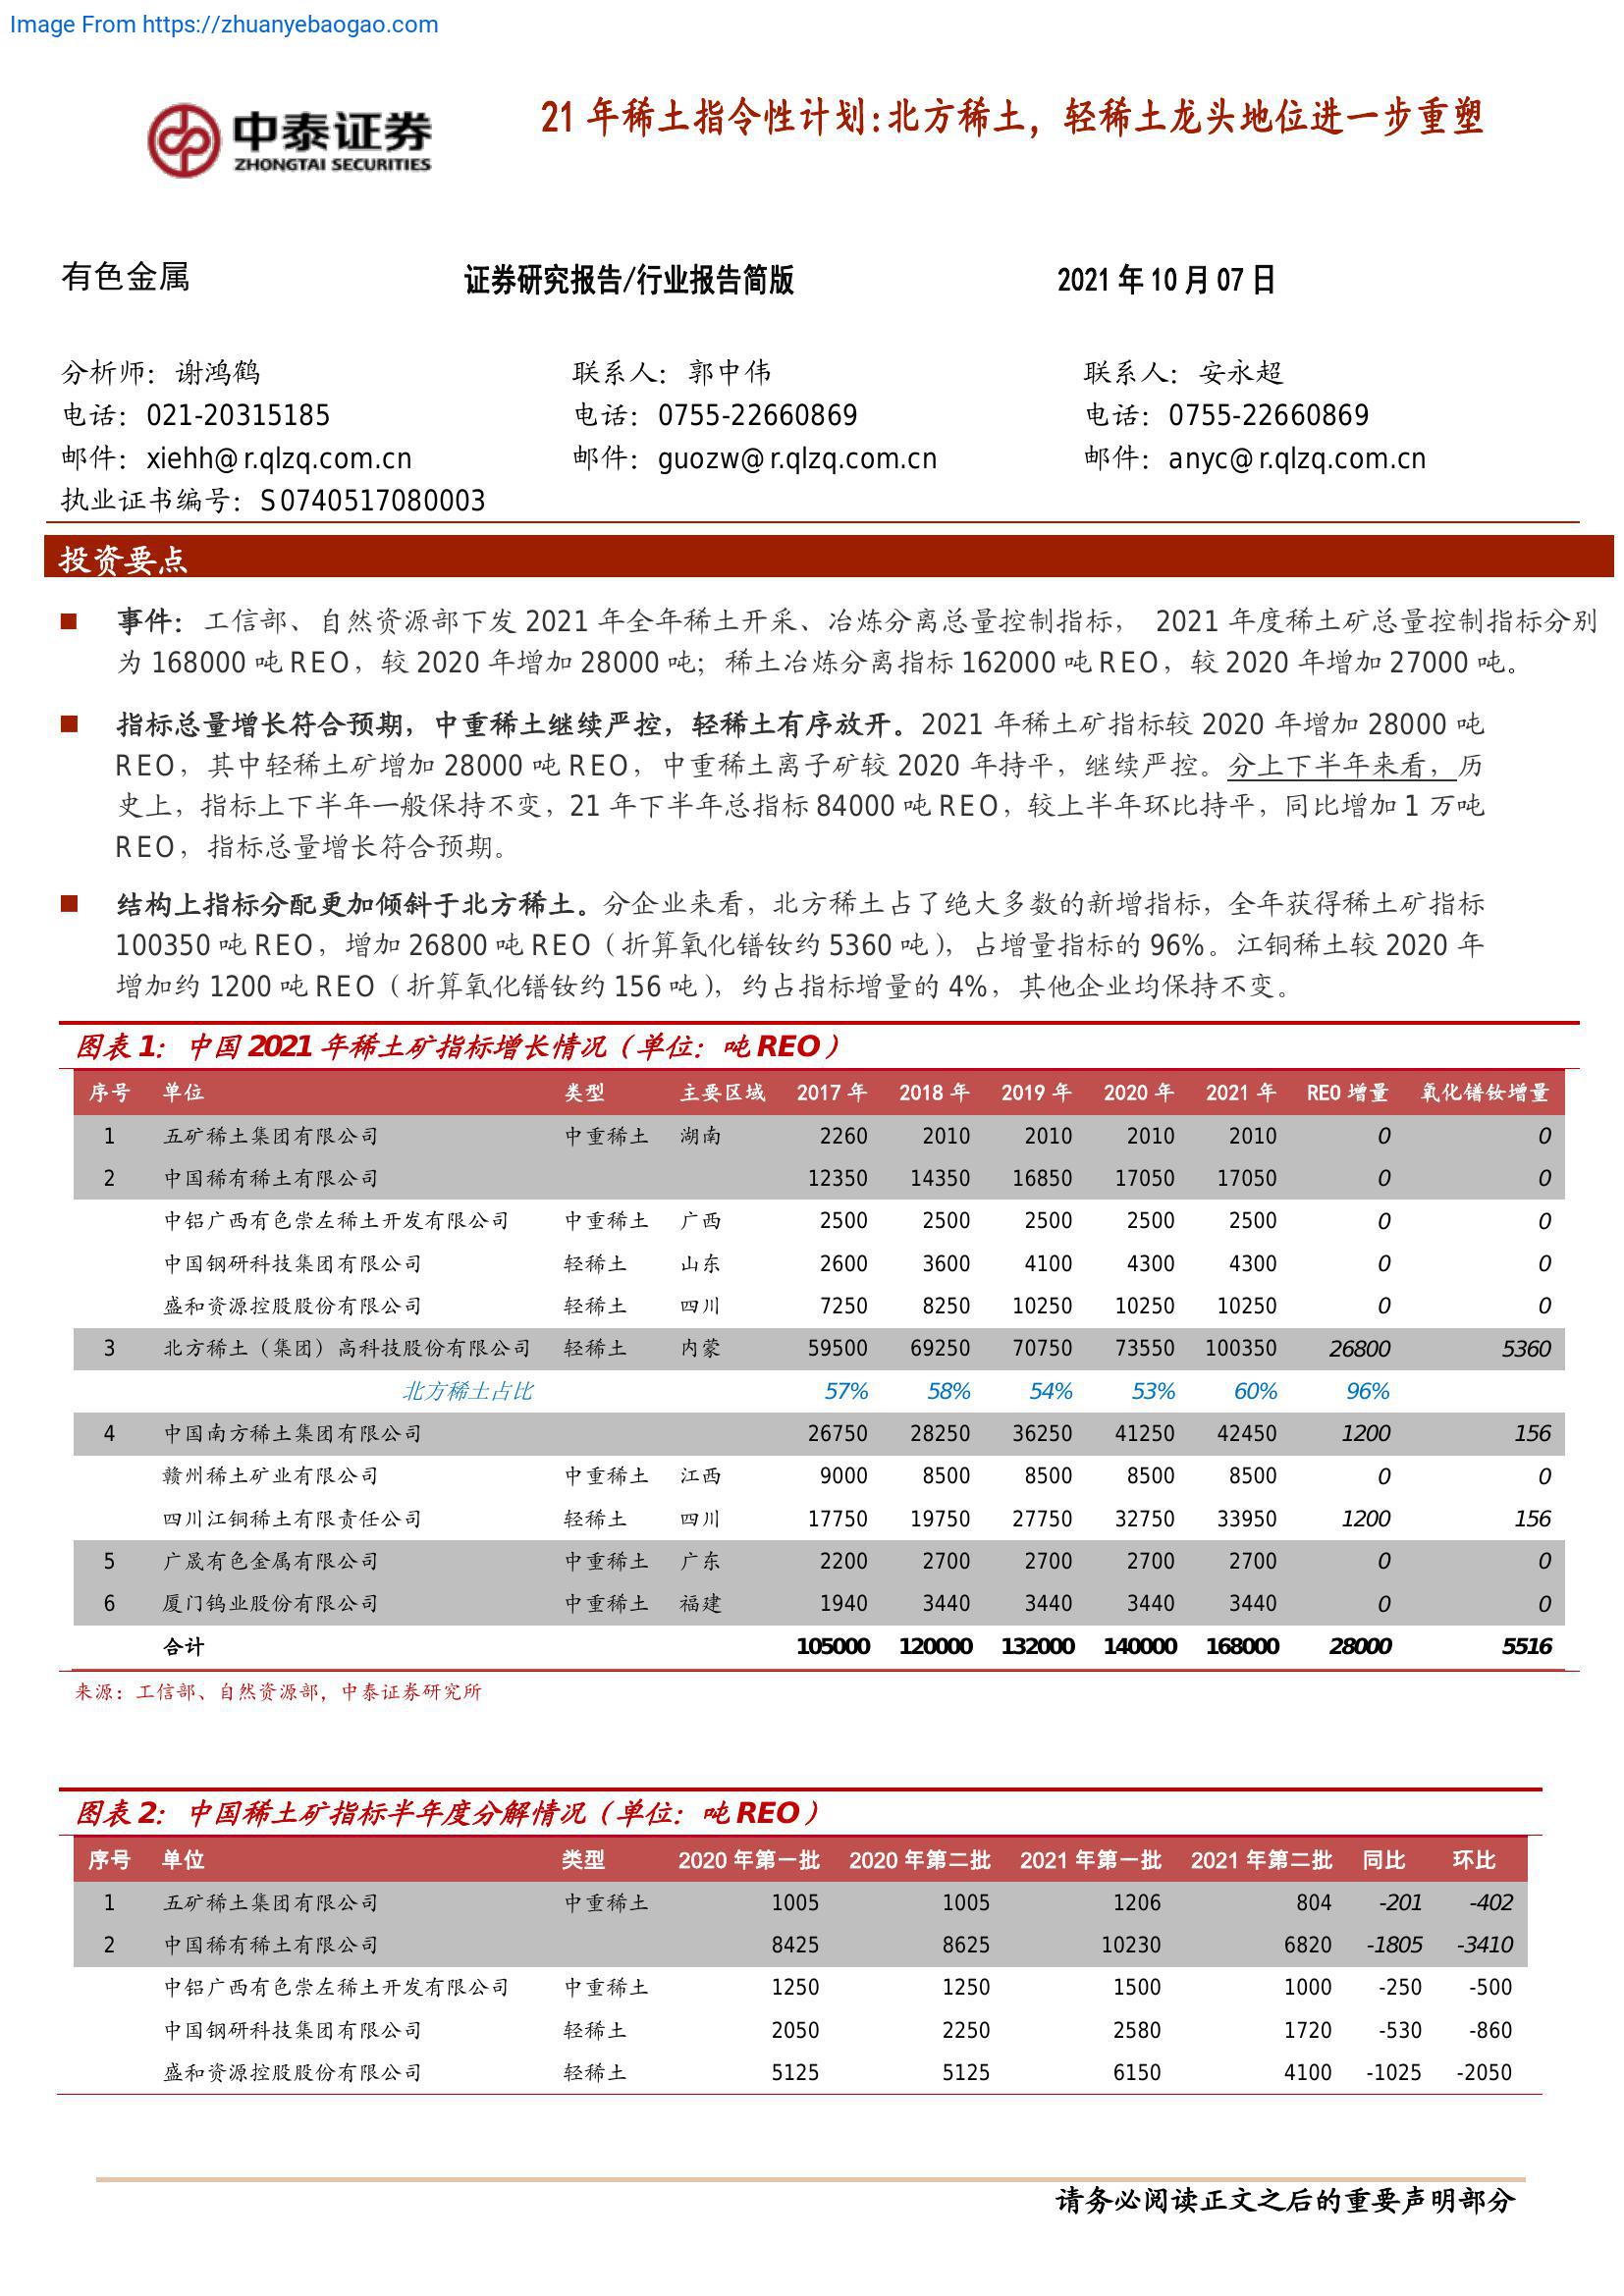 Image From https://zhuanyebaogao.com
中泰证券
ZHONGTAI SECURITIES
21 年稀土指令性计划:北方稀土，轻稀土龙头地位进一步重塑
有色金属 证券研究报告/行业报告简版 2021 年 10 月 07 日
分析师：谢鸿鹤 联系人：郭中伟 联系人：安永超
电话：021-20315185 电话：0755-22660869 电话：0755-22660869
邮件：xiehh@r.qlzq.com.cn 邮件：guozw@r.qlzq.com.cn 邮件：anyc@r.qlzq.com.cn
执业证书编号：S0740517080003
投资要点
事件：工信部、自然资源部下发 2021 年全年稀土开采、冶炼分离总量控制指标， 2021 年度稀土矿总量控制指标分别
为 168000 吨 REO，较 2020 年增加 28000 吨；稀土冶炼分离指标 162000 吨 REO，较 2020 年增加 27000 吨。
指标总量增长符合预期，中重稀土继续严控，轻稀土有序放开。2021 年稀土矿指标较 2020 年增加 28000 吨
REO，其中轻稀土矿增加 28000 吨 REO，中重稀土离子矿较 2020 年持平，继续严控。分上下半年来看，历
史上，指标上下半年一般保持不变，21 年下半年总指标 84000 吨 REO，较上半年环比持平，同比增加 1 万吨
REO，指标总量增长符合预期。
结构上指标分配更加倾斜于北方稀土。分企业来看，北方稀土占了绝大多数的新增指标，全年获得稀土矿指标
100350 吨 REO，增加 26800 吨 REO（折算氧化镨钕约 5360 吨），占增量指标的 96%。江铜稀土较 2020 年
增加约 1200 吨 REO（折算氧化镨钕约 156 吨），约占指标增量的 4%，其他企业均保持不变。
图表 1：中国 2021 年稀土矿指标增长情况（单位：吨 REO）
序号 单位 类型 主要区域 2017 年 2018 年 2019 年 2020 年 2021 年 REO 增量 氧化镨钕增量
1 五矿稀土集团有限公司 中重稀土 湖南 2260 2010 2010 2010 2010 0 0
2 中国稀有稀土有限公司 12350 14350 16850 17050 17050 0 0
中铝广西有色崇左稀土开发有限公司 中重稀土 广西 2500 2500 2500 2500 2500 0 0
中国钢研科技集团有限公司 轻稀土 山东 2600 3600 4100 4300 4300 0 0
盛和资源控股股份有限公司 轻稀土 四川 7250 8250 10250 10250 10250 0 0
3 北方稀土（集团）高科技股份有限公司 轻稀土 内蒙 59500 69250 70750 73550 100350 26800 5360
北方稀土占比 57% 58% 54% 53% 60% 96%
4 中国南方稀土集团有限公司 26750 28250 36250 41250 42450 1200 156
赣州稀土矿业有限公司 中重稀土 江西 9000 8500 8500 8500 8500 0 0
四川江铜稀土有限责任公司 轻稀土 四川 17750 19750 27750 32750 33950 1200 156
5 广晟有色金属有限公司 中重稀土 广东 2200 2700 2700 2700 2700 0 0
6 厦门钨业股份有限公司 中重稀土 福建 1940 3440 3440 3440 3440 0 0
合计 105000 120000 132000 140000 168000 28000 5516
来源：工信部、自然资源部，中泰证券研究所
图表 2：中国稀土矿指标半年度分解情况（单位：吨 REO）
序号 单位 类型 2020 年第一批 2020 年第二批 2021 年第一批 2021 年第二批 同比 环比
1 五矿稀土集团有限公司 中重稀土 1005 1005 1206 804 -201 -402
2 中国稀有稀土有限公司 8425 8625 10230 6820 -1805 -3410
中铝广西有色崇左稀土开发有限公司 中重稀土 1250 1250 1500 1000 -250 -500
中国钢研科技集团有限公司 轻稀土 2050 2250 2580 1720 -530 -860
盛和资源控股股份有限公司 轻稀土 5125 5125 6150 4100 -1025 -2050
请务必阅读正文之后的重要声明部分